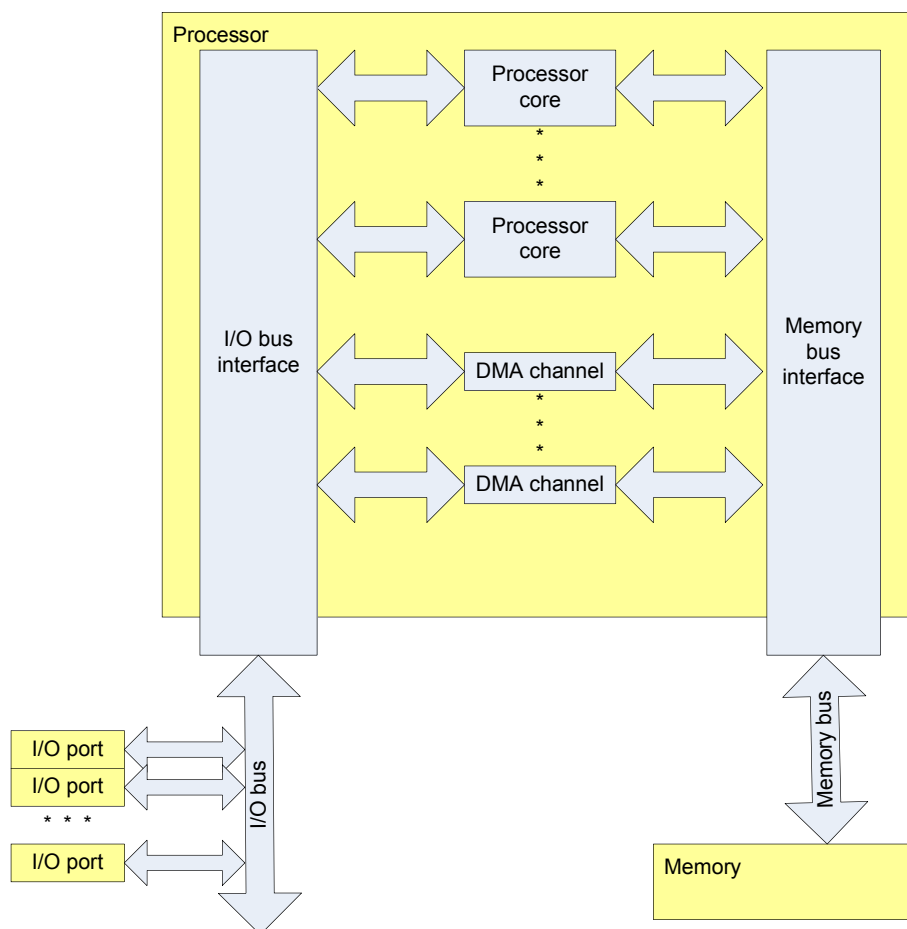 Processor
Processor
core
*
*
*
Processor
core
I/O bus
interface
Memory
bus
interface
DMA channel
*
*
*
DMA channel
I/O port
I/O port
* * *
I/O port
I/O bus
Memory bus
Memory